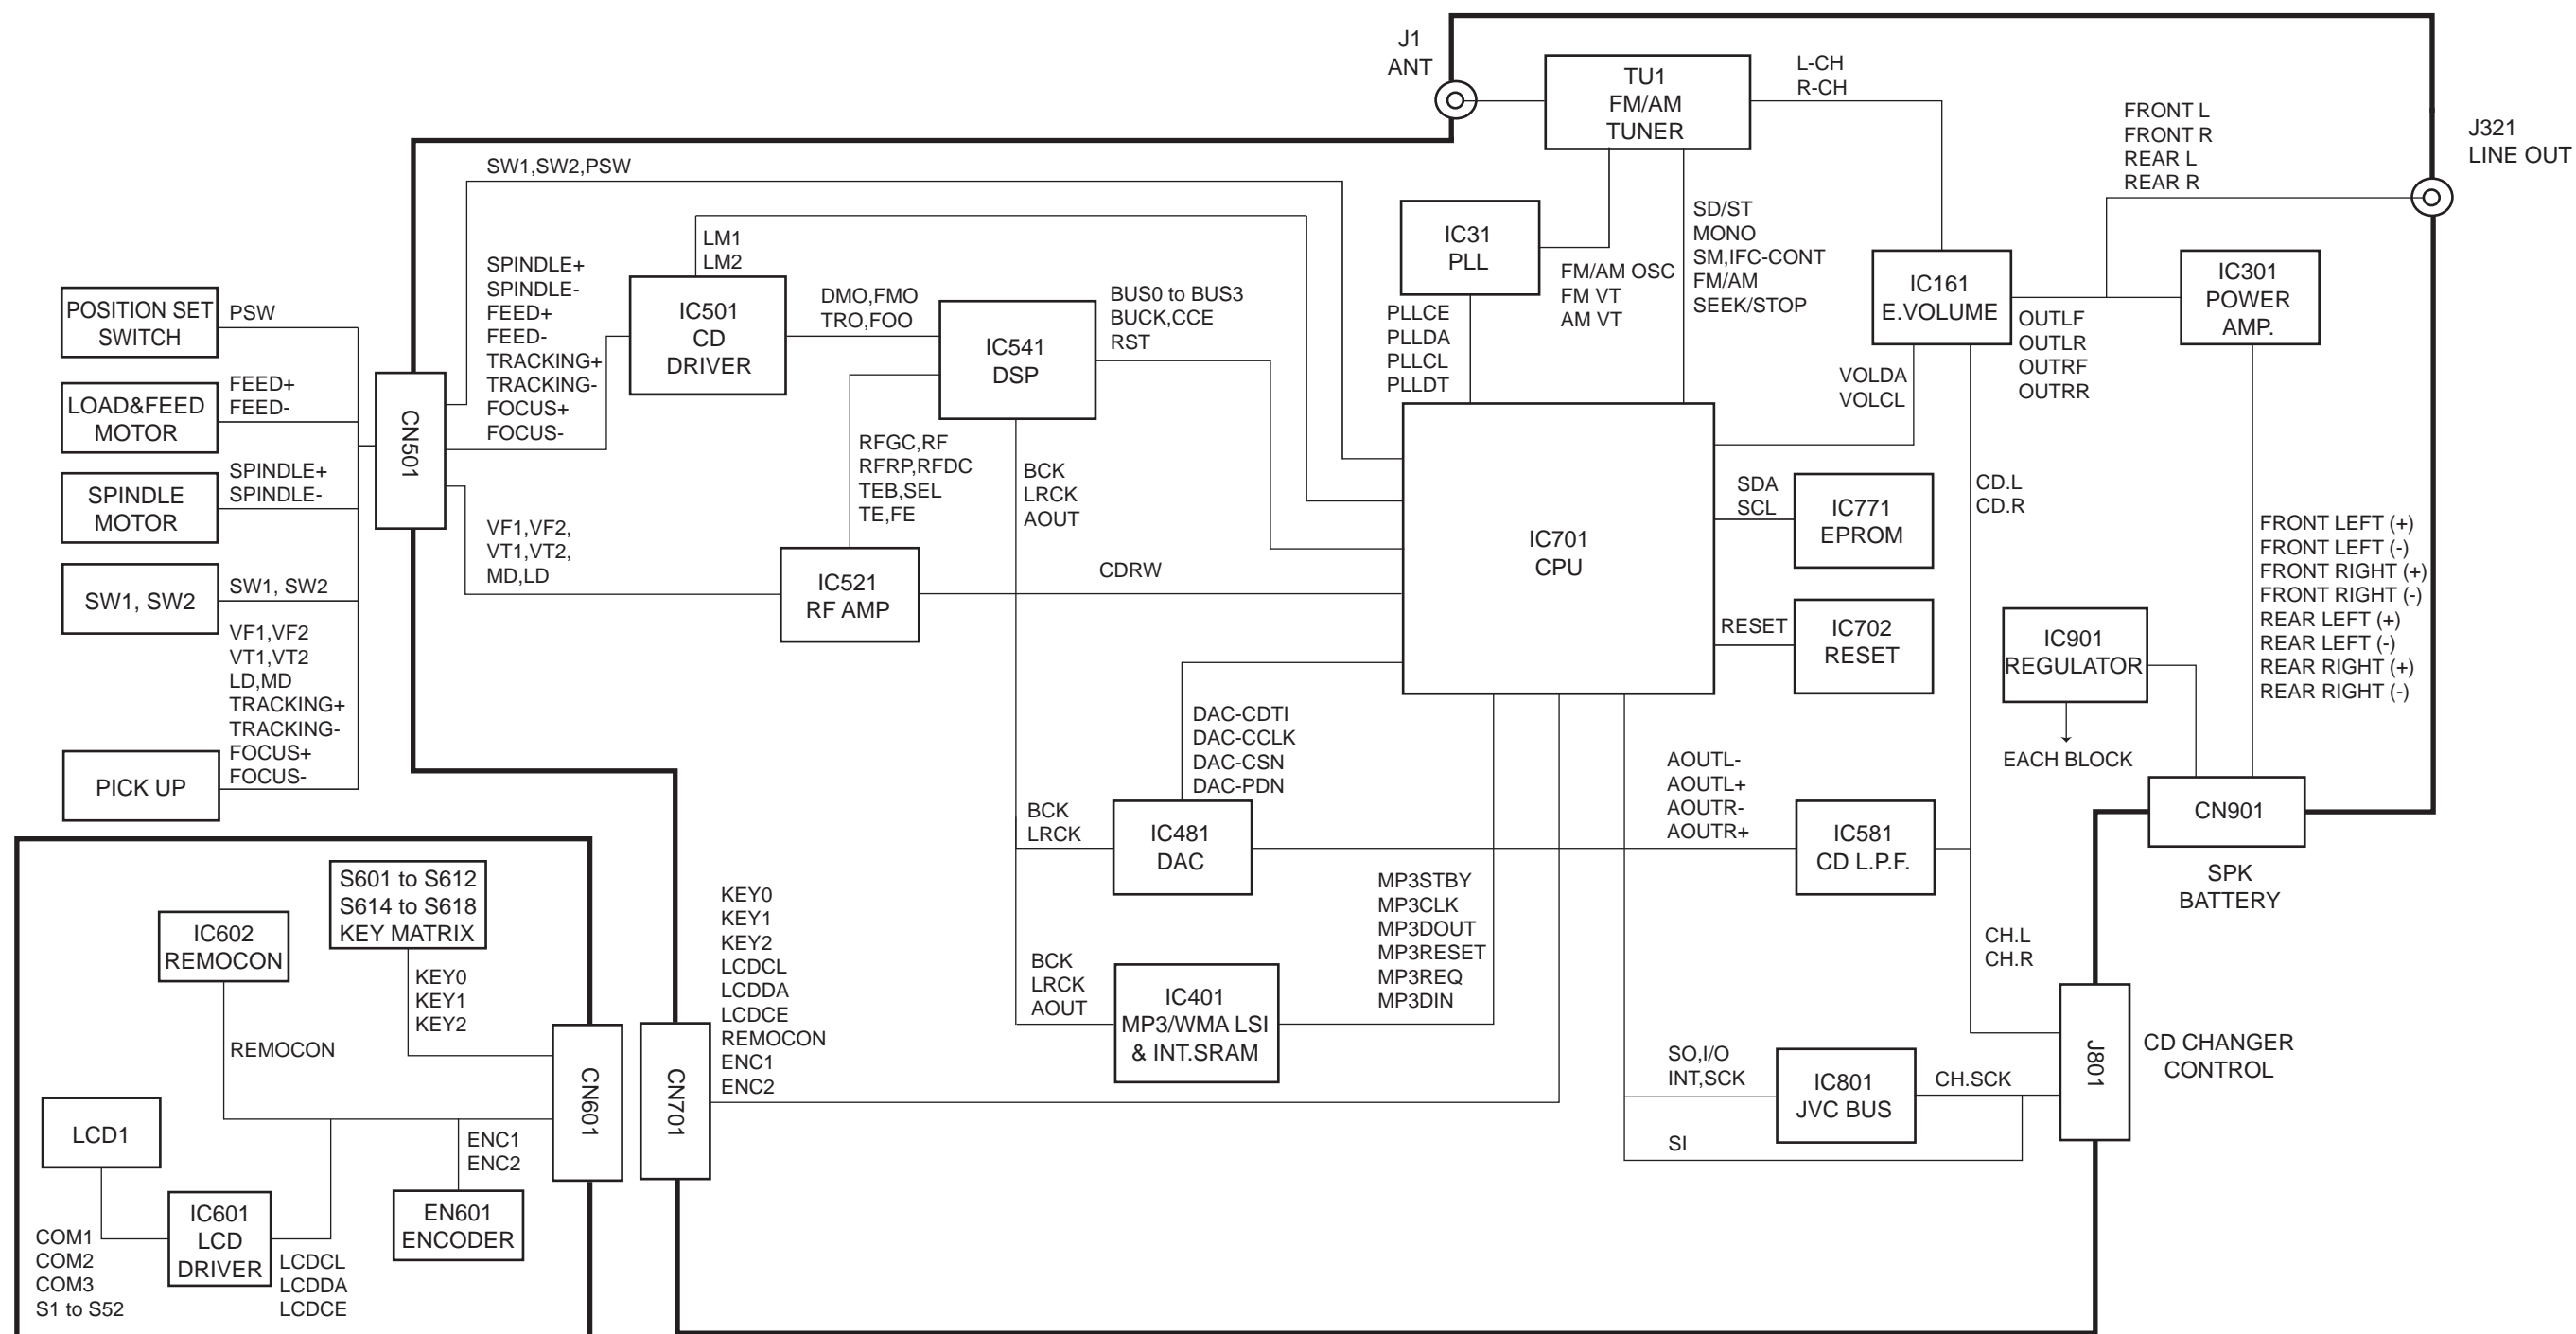 J1
ANT
TU1
FM/AM
TUNER
L-CH
R-CH
FRONT L
FRONT R
REAR L
REAR R
J321
LINE OUT
SW1,SW2,PSW
LM1
LM2
SPINDLE+
SPINDLE-
FEED+
FEED-
TRACKING+
TRACKING-
FOCUS+
FOCUS-
IC501
CD
DRIVER
DMO,FMO
TRO,FOO
IC541
DSP
BUS0 to BUS3
BUCK,CCE
RST
IC31
PLL
PLLCE
PLLDA
PLLCL
PLLDT
FM/AM OSC
FM VT
AM VT
SD/ST
MONO
SM,IFC-CONT
FM/AM
SEEK/STOP
IC161
E.VOLUME
VOLDA
VOLCL
OUTLF
OUTLR
OUTRF
OUTRR
IC301
POWER
AMP.
POSITION SET
SWITCH
PSW
LOAD&FEED
MOTOR
FEED+
FEED-
SPINDLE
MOTOR
SPINDLE+
SPINDLE-
SW1, SW2
SW1, SW2
VF1,VF2
VT1,VT2
LD,MD
TRACKING+
TRACKING-
FOCUS+
FOCUS-
PICK UP
CN501
VF1,VF2,
VT1,VT2,
MD,LD
RFGC,RF
RFRP,RFDC
TEB,SEL
TE,FE
BCK
LRCK
AOUT
IC521
RF AMP
CDRW
IC701
CPU
SDA
SCL
IC771
EPROM
RESET
IC702
RESET
CD.L
CD.R
FRONT LEFT (+)
FRONT LEFT (-)
FRONT RIGHT (+)
FRONT RIGHT (-)
REAR LEFT (+)
REAR LEFT (-)
REAR RIGHT (+)
REAR RIGHT (-)
IC901
REGULATOR
EACH BLOCK
CN901
SPK
BATTERY
DAC-CDTI
DAC-CCLK
DAC-CSN
DAC-PDN
BCK
LRCK
IC481
DAC
AOUTL-
AOUTL+
AOUTR-
AOUTR+
IC581
CD L.P.F.
BCK
LRCK
AOUT
IC401
MP3/WMA LSI
& INT.SRAM
MP3STBY
MP3CLK
MP3DOUT
MP3RESET
MP3REQ
MP3DIN
CH.L
CH.R
SO,I/O
INT,SCK
IC801
JVC BUS
CH.SCK
SI
J801
CD CHANGER
CONTROL
S601 to S612
S614 to S618
KEY MATRIX
IC602
REMOCON
KEY0
KEY1
KEY2
REMOCON
CN601
CN701
KEY0
KEY1
KEY2
LCDCL
LCDDA
LCDCE
REMOCON
ENC1
ENC2
LCD1
ENC1
ENC2
IC601
LCD
DRIVER
EN601
ENCODER
COM1
COM2
COM3
S1 to S52
LCDCL
LCDDA
LCDCE